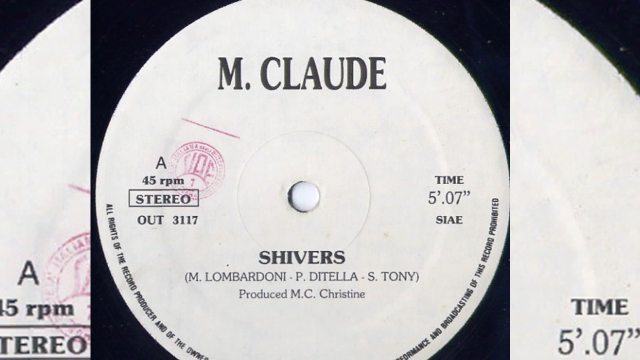 M. CLAUDE
A
45 rpm
STEREO
OUT 3117
TIME
5'.07"
SIAE
SHIVERS
(M. LOMBARDONI - P. DITELLA - S. TONY)
Produced M.C. Christine
ALL RIGHTS OF THE RECORD PRODUCER AND OF THE OWNE
PERFORMANCE AND BROADCASTING OF THIS RECORD PROHIBITED
A
45 rpm
STEREO
TIME
5'.07"